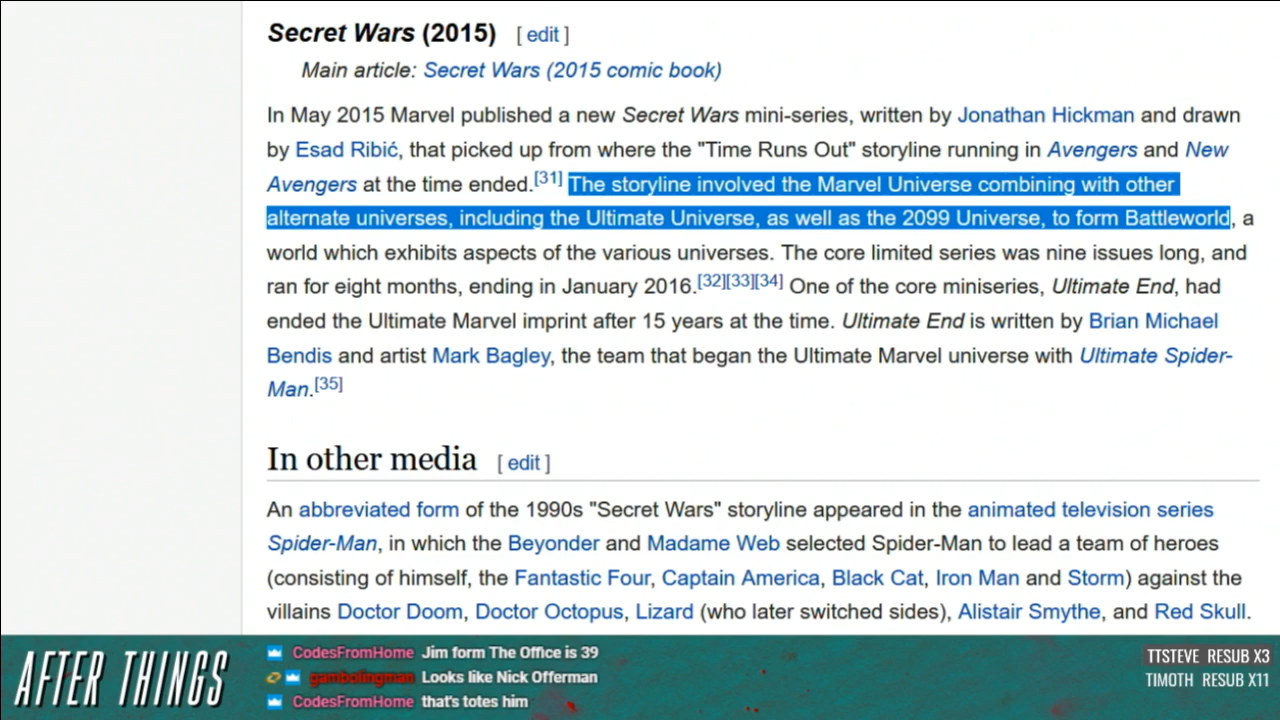 Secret Wars (2015) [ edit ]
Main article: Secret Wars (2015 comic book)
In May 2015 Marvel published a new Secret Wars mini-series, written by Jonathan Hickman and drawn
by Esad Ribić, that picked up from where the "Time Runs Out" storyline running in Avengers and New
Avengers at the time ended.[31] The storyline involved the Marvel Universe combining with other
alternate universes, including the Ultimate Universe, as well as the 2099 Universe, to form Battleworld, a
world which exhibits aspects of the various universes. The core limited series was nine issues long, and
ran for eight months, ending in January 2016.[32][33][34] One of the core miniseries, Ultimate End, had
ended the Ultimate Marvel imprint after 15 years at the time. Ultimate End is written by Brian Michael
Bendis and artist Mark Bagley, the team that began the Ultimate Marvel universe with Ultimate Spider-
Man.[35]
In other media [ edit ]
An abbreviated form of the 1990s "Secret Wars" storyline appeared in the animated television series
Spider-Man, in which the Beyonder and Madame Web selected Spider-Man to lead a team of heroes
(consisting of himself, the Fantastic Four, Captain America, Black Cat, Iron Man and Storm) against the
villains Doctor Doom, Doctor Octopus, Lizard (who later switched sides), Alistair Smythe, and Red Skull.
AFTER THINGS
CodesFromHome Jim form The Office is 39
gambolingman Looks like Nick Offerman
CodesFromHome that's totes him
TTSTEVE RESUB X3
TIMOTH RESUB X11